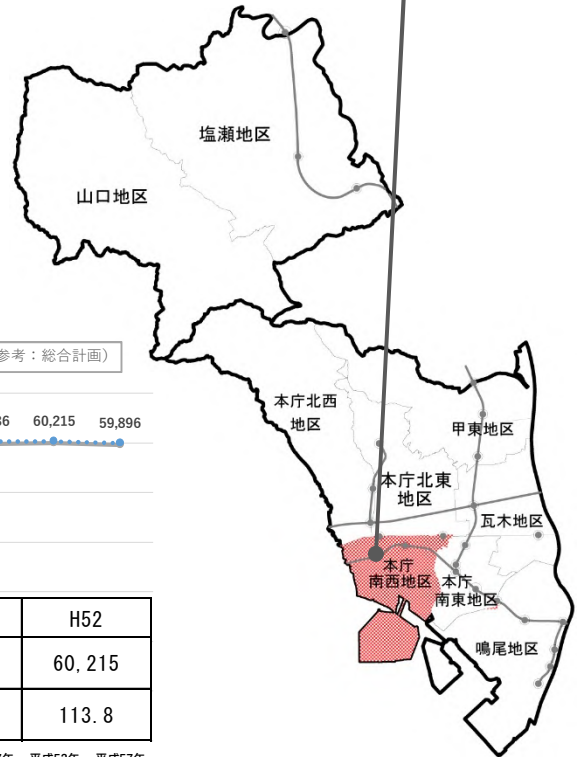 塩瀬地区
山口地区
参考：総合計画）
60,215
59,896
本庁北西
地区
甲東地区
本庁北東
地区
瓦木地区
本庁
南西地区
本庁
南東地区
鳴尾地区
H52
60,215
113.8